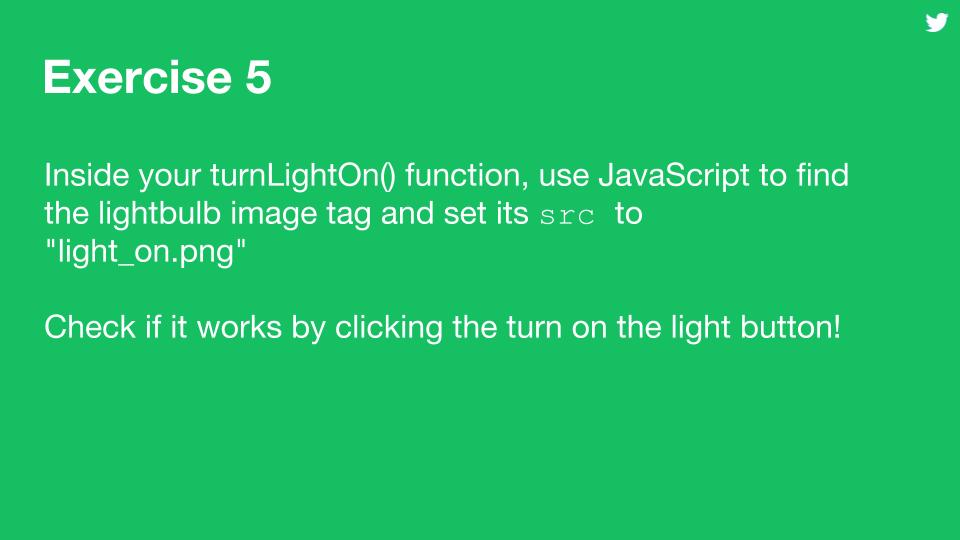 Exercise 5
Inside your turnLightOn() function, use JavaScript to find
the lightbulb image tag and set its src to
"light_on.png"
Check if it works by clicking the turn on the light button!